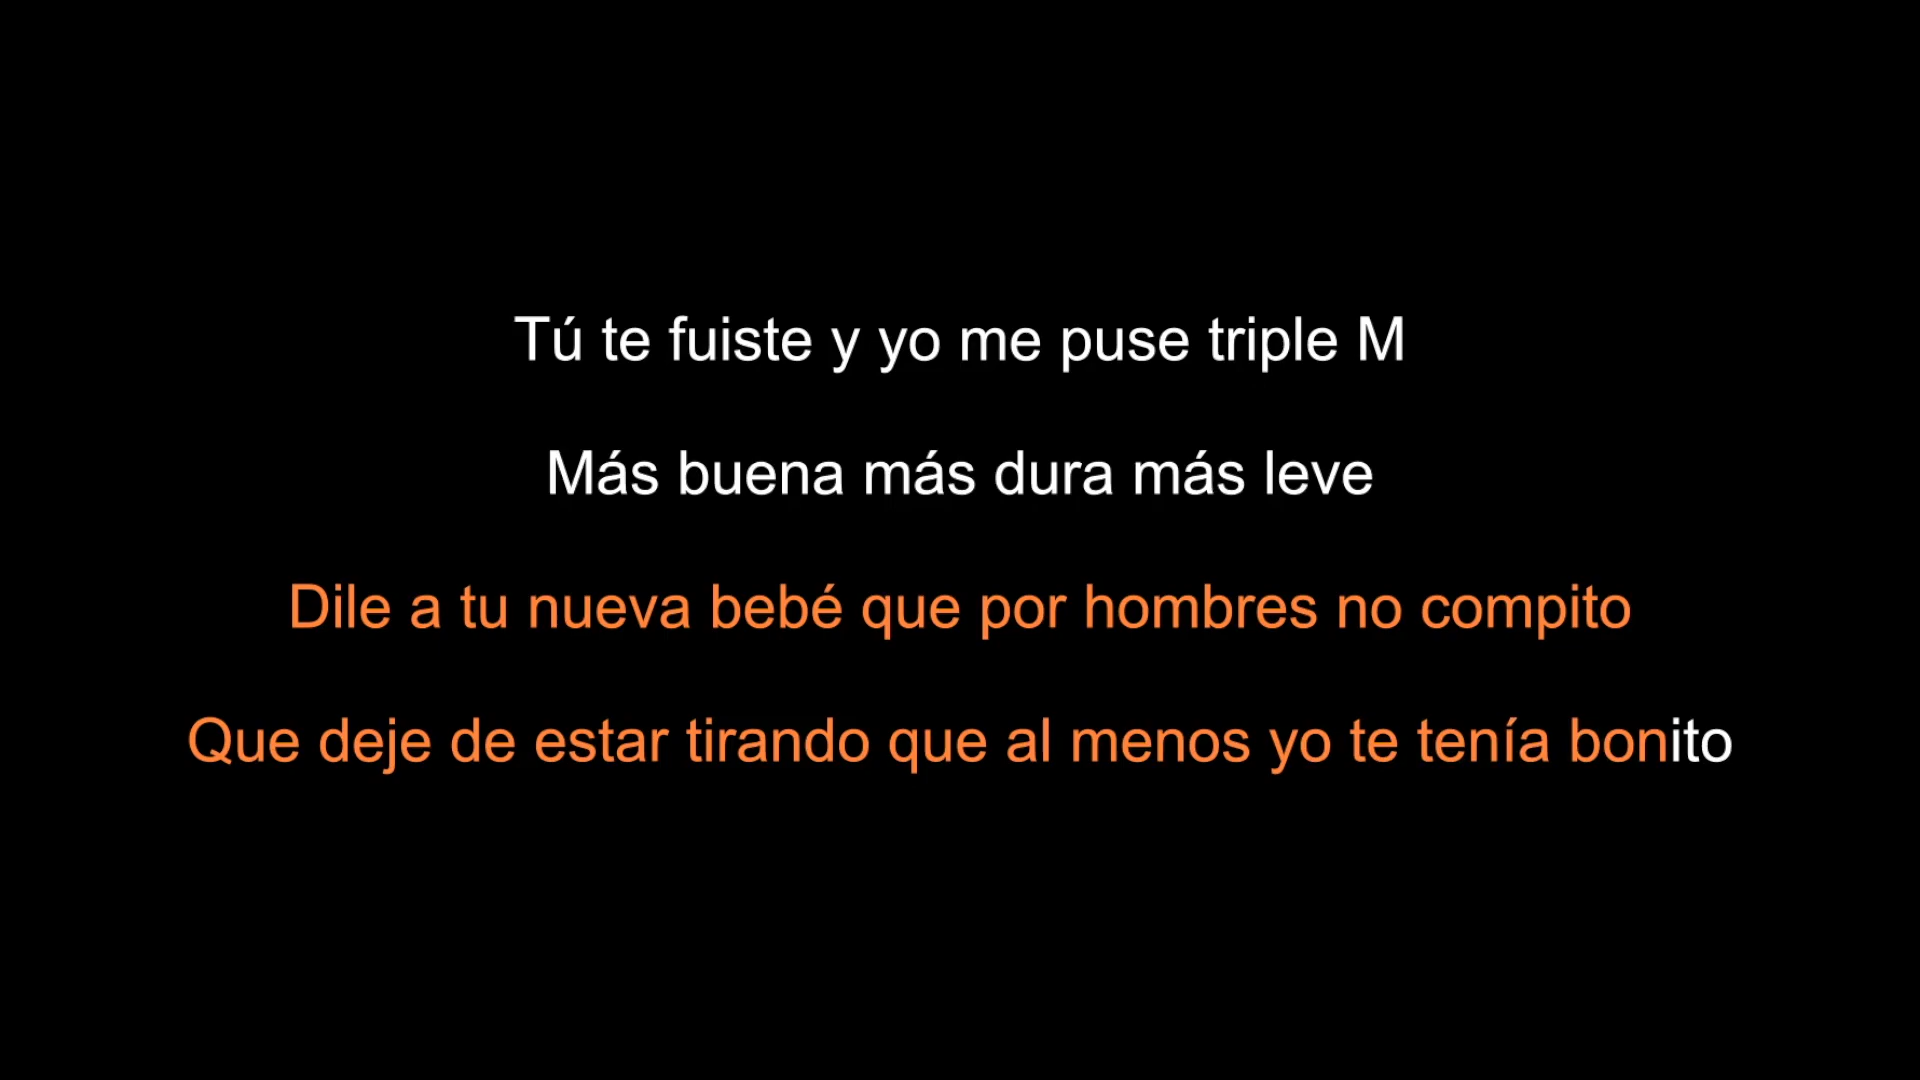 Tú te fuiste y yo me puse triple M
Más buena más dura más leve
Dile a tu nueva bebé que por hombres no compito
Que deje de estar tirando que al menos yo te tenía bonito